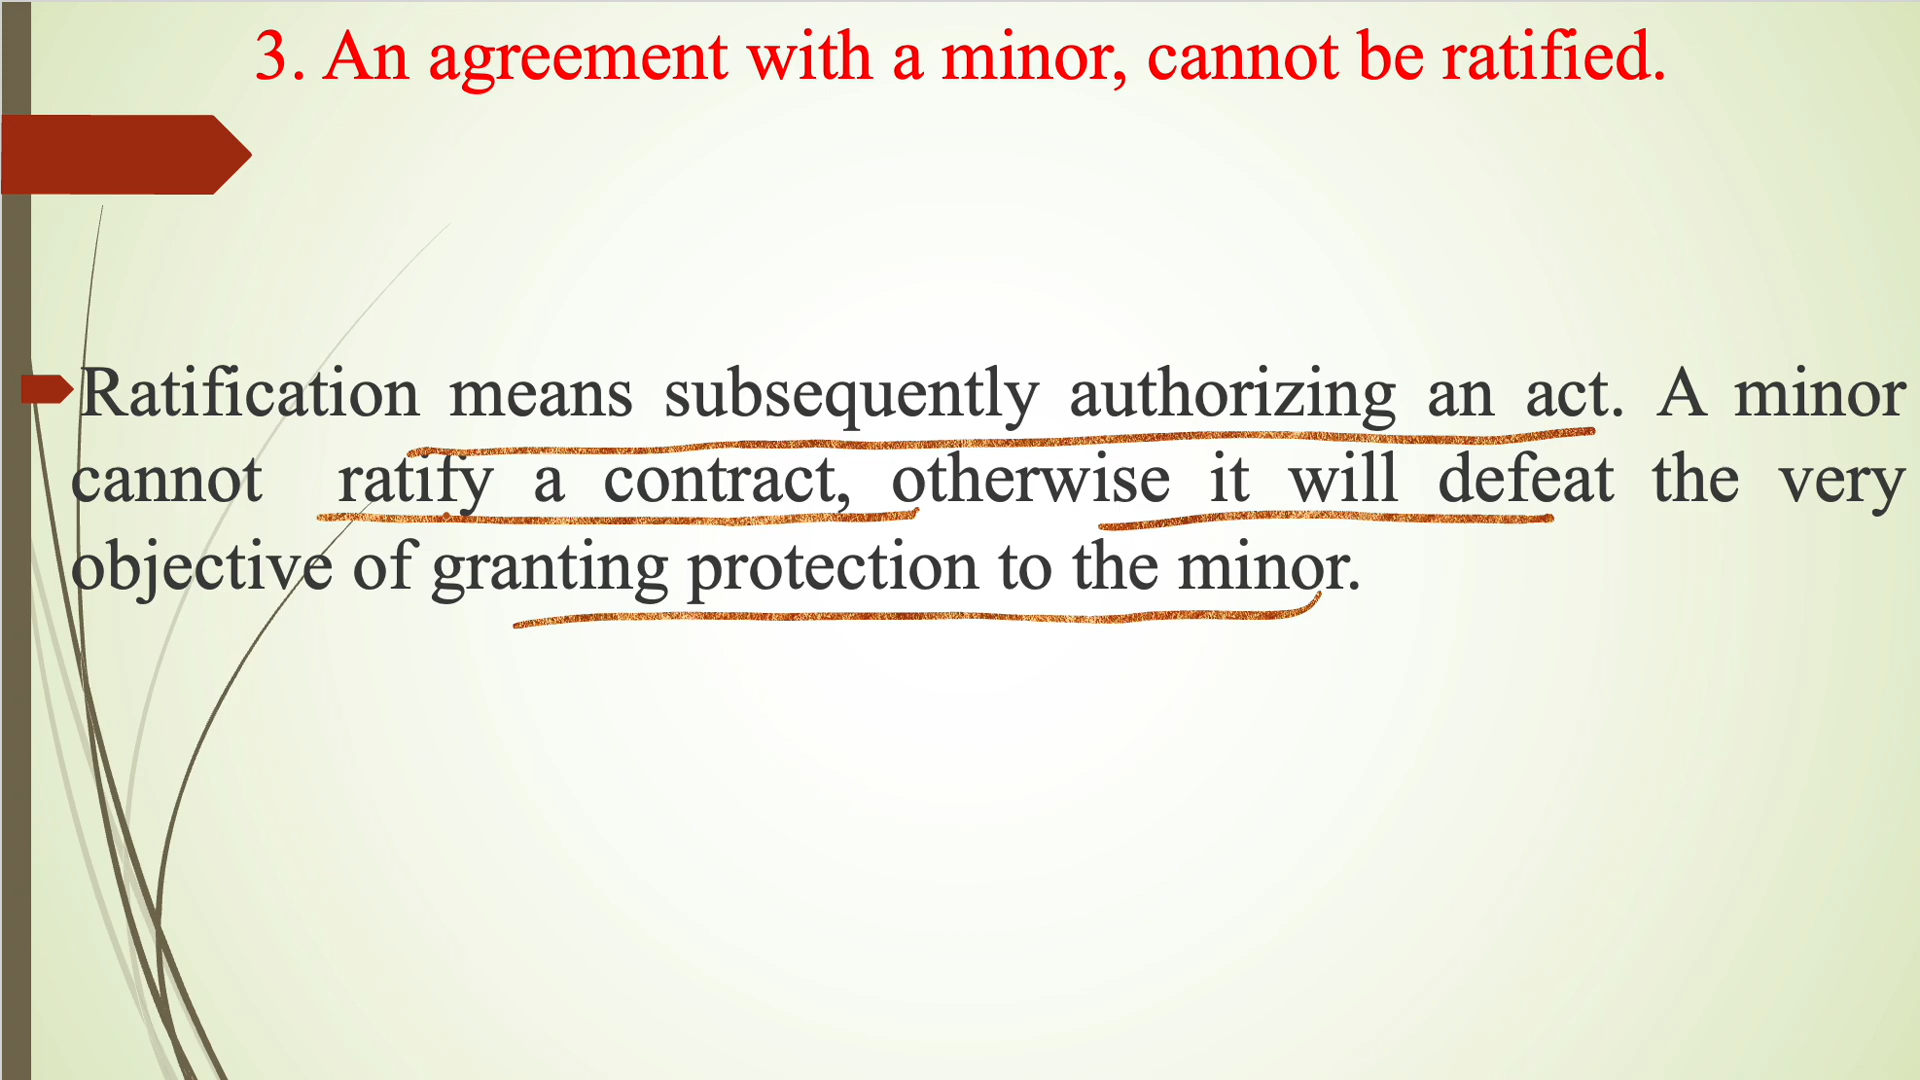 3. An agreement with a minor, cannot be ratified.
Ratification means subsequently authorizing an act. A minor
cannot ratify a contract, otherwise it will defeat the very
objective of granting protection to the minor.